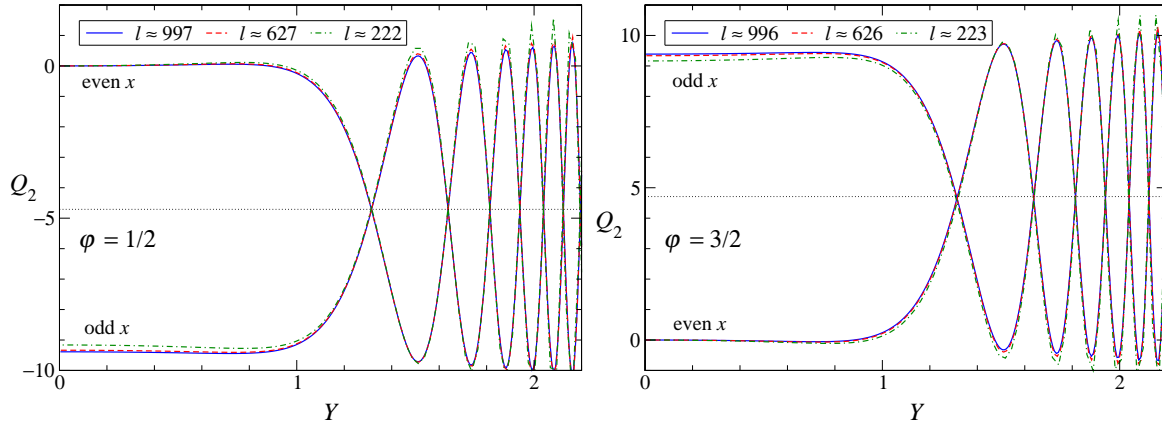 l ≈ 997 l ≈ 627 l ≈ 222
0
even x
Q₂
−5
φ = 1/2
odd x
−10
0 1 2
Y
l ≈ 996 l ≈ 626 l ≈ 223
10
odd x
5
Q₂
φ = 3/2
even x
0
0 1 2
Y